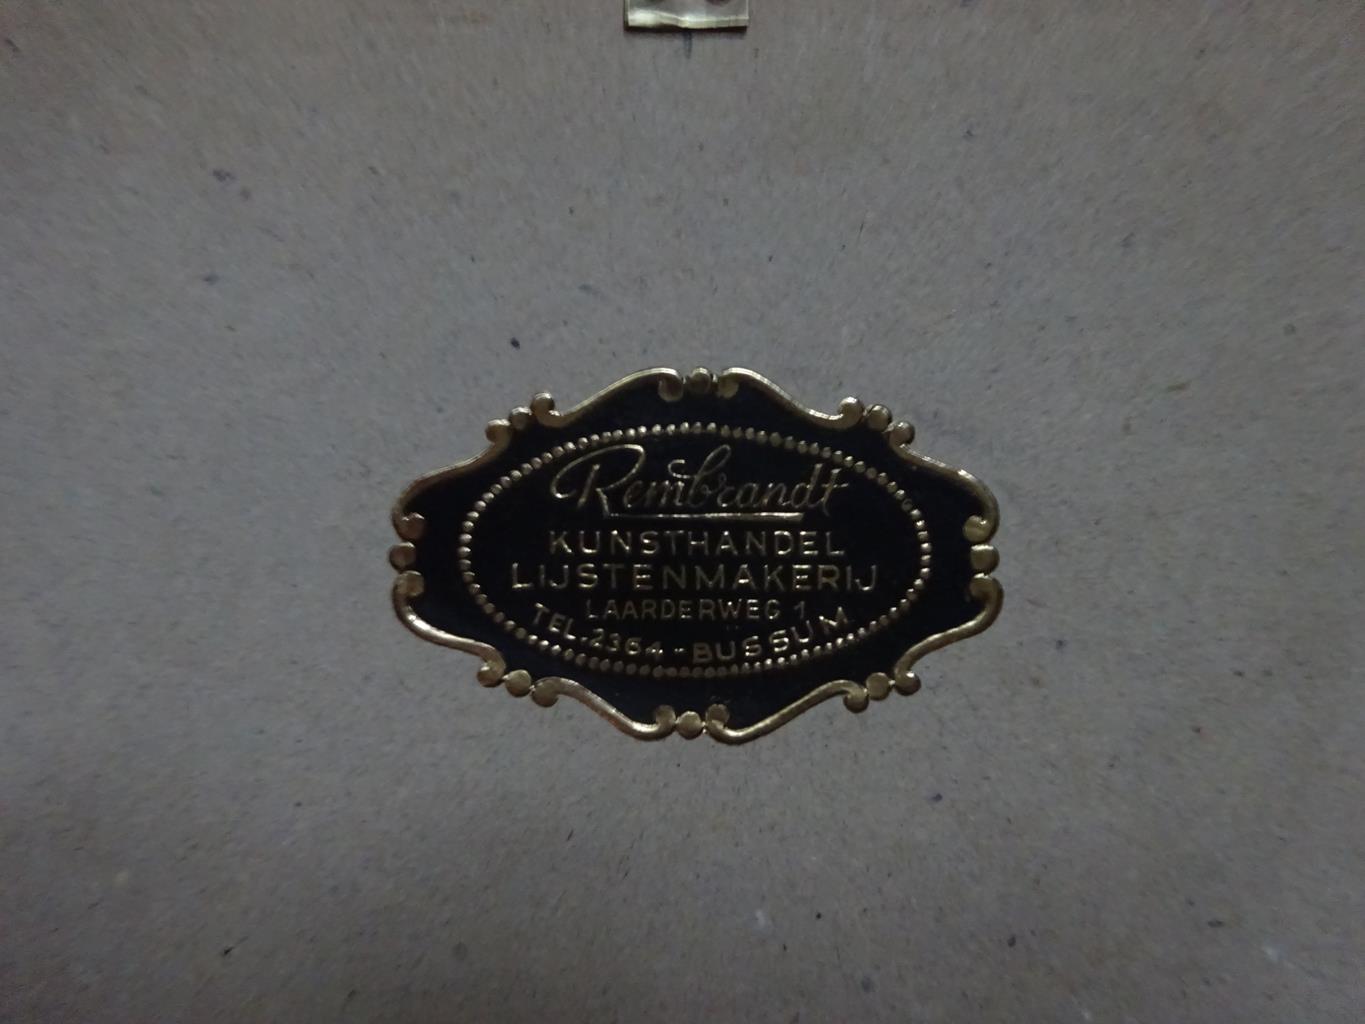 Rembrandt
KUNSTHANDEL
LIJSTENMAKERIJ
LAARDERWEG 1
TEL. 2364 - BUSSUM